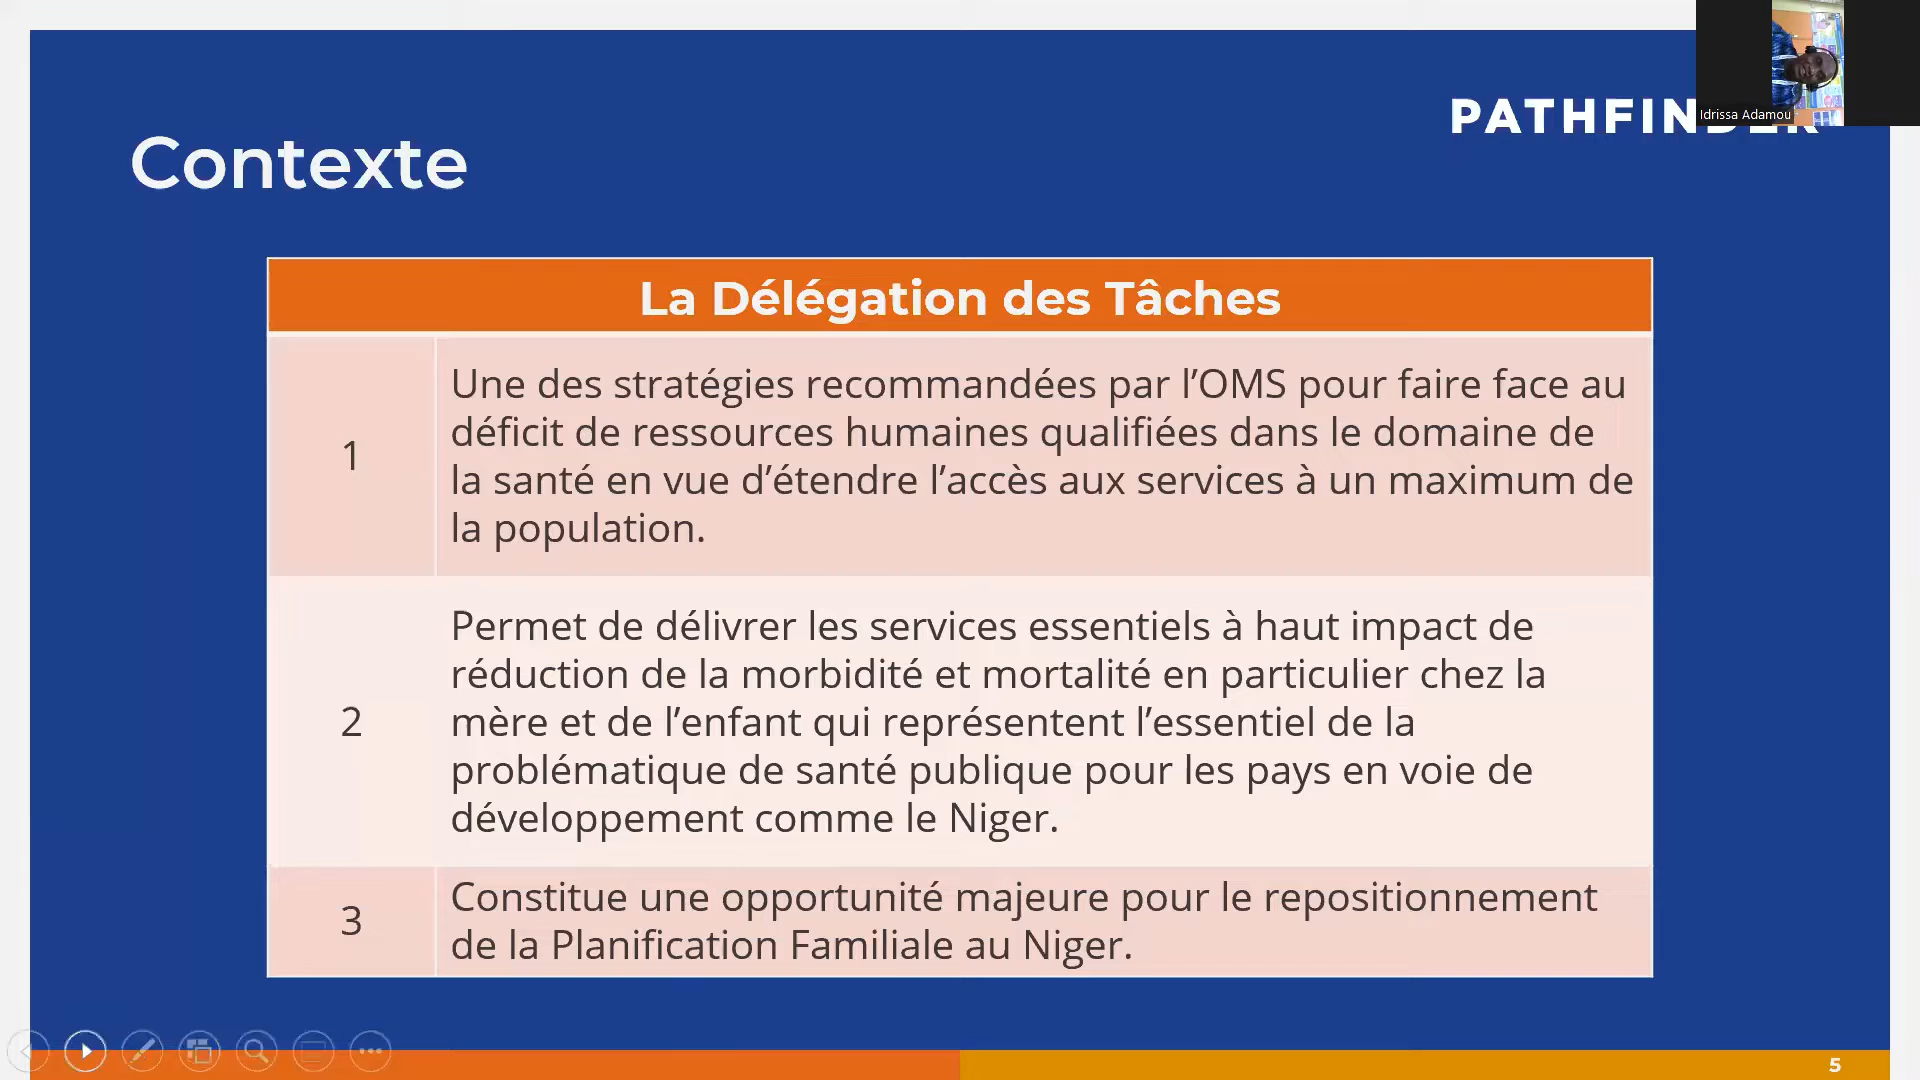 PATHFINDER
Idrissa Adamou
Contexte
La Délégation des Tâches
1
Une des stratégies recommandées par l’OMS pour faire face au
déficit de ressources humaines qualifiées dans le domaine de
la santé en vue d’étendre l’accès aux services à un maximum de
la population.
2
Permet de délivrer les services essentiels à haut impact de
réduction de la morbidité et mortalité en particulier chez la
mère et de l’enfant qui représentent l’essentiel de la
problématique de santé publique pour les pays en voie de
développement comme le Niger.
3
Constitue une opportunité majeure pour le repositionnement
de la Planification Familiale au Niger.
5